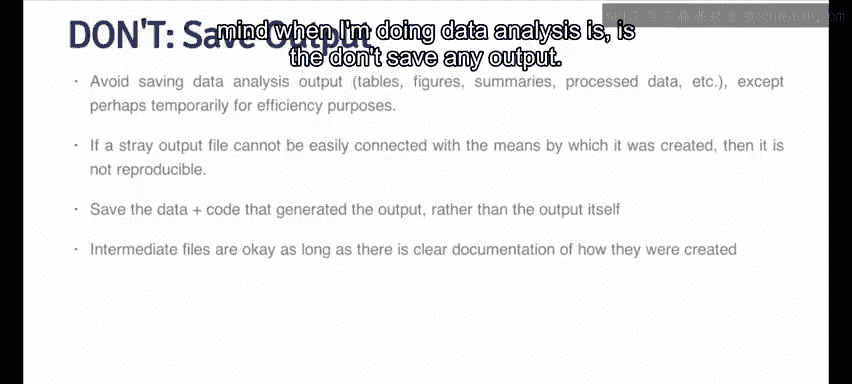 DON'T: Save Output
mind when I'm doing data analysis is, is
the don't save any output.
· Avoid saving data analysis output (tables, figures, summaries, processed data, etc.), except
perhaps temporarily for efficiency purposes.
· If a stray output file cannot be easily connected with the means by which it was created, then it is
not reproducible.
· Save the data + code that generated the output, rather than the output itself
· Intermediate files are okay as long as there is clear documentation of how they were created